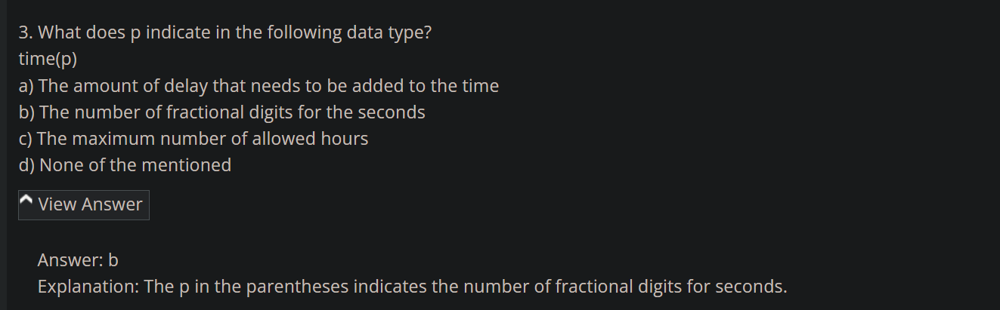 3. What does p indicate in the following data type?
time(p)
a) The amount of delay that needs to be added to the time
b) The number of fractional digits for the seconds
c) The maximum number of allowed hours
d) None of the mentioned
View Answer
Answer: b
Explanation: The p in the parentheses indicates the number of fractional digits for seconds.